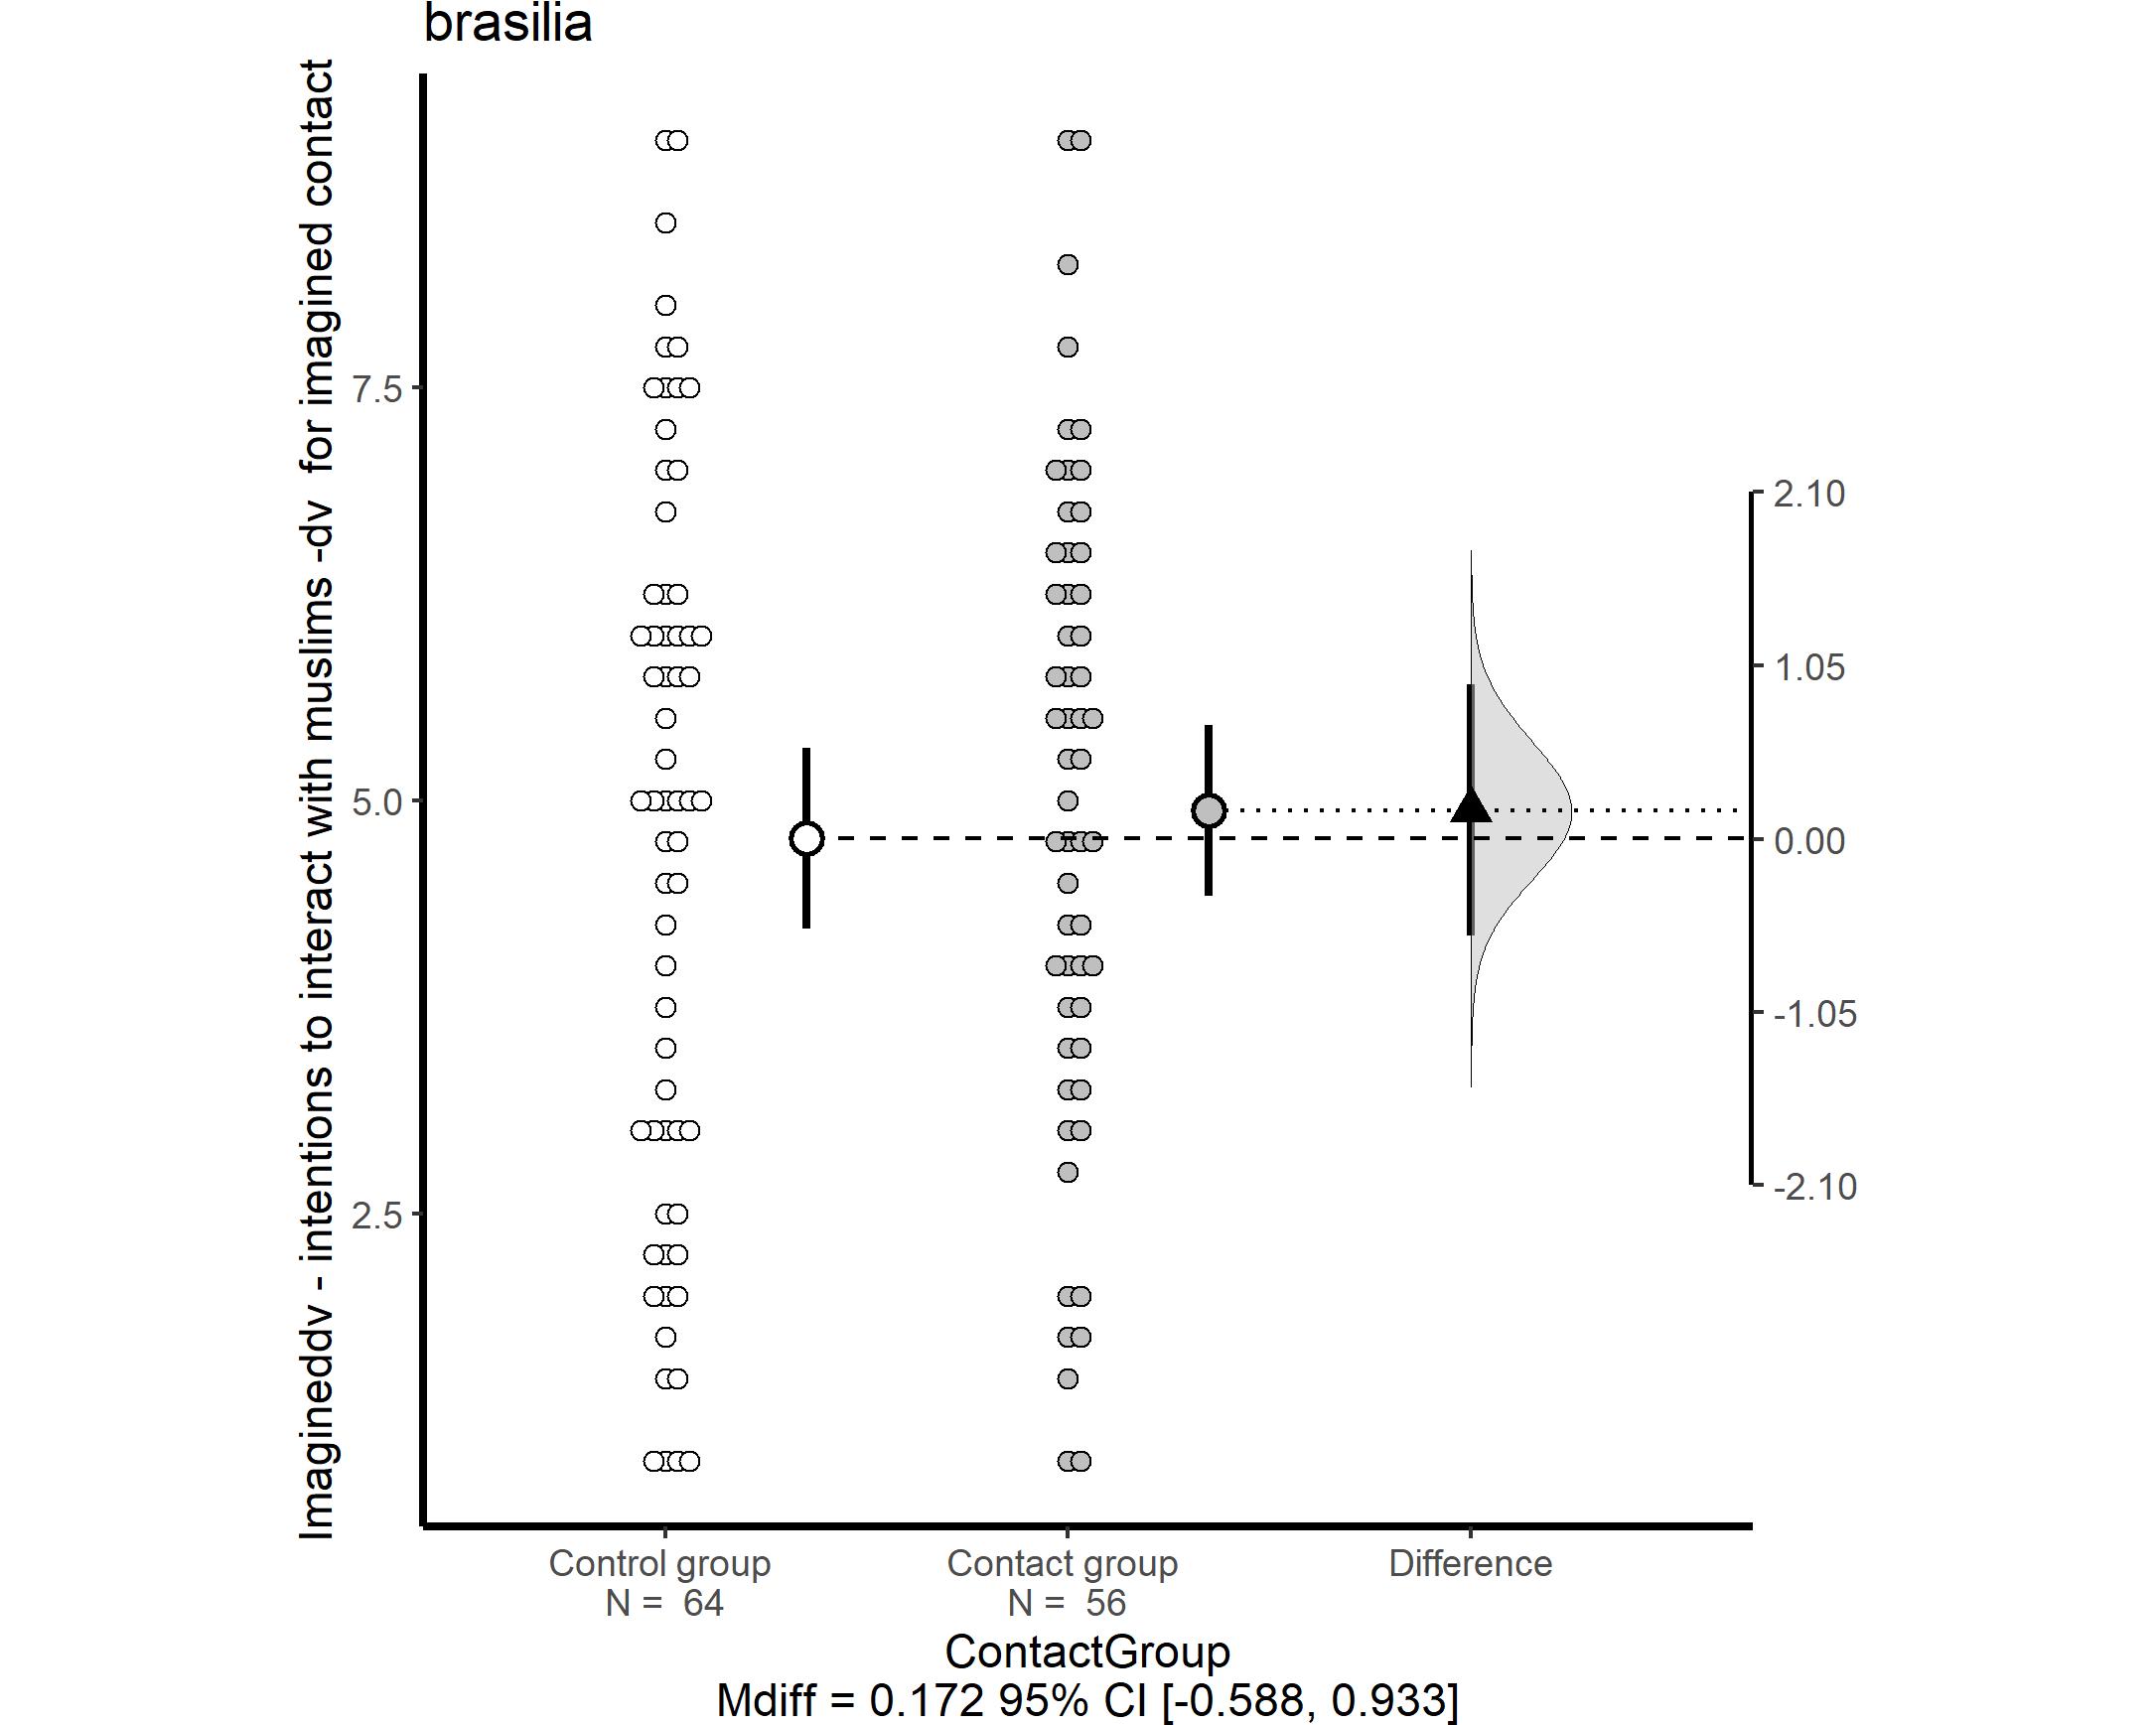 brasilia
Imagineddv - intentions to interact with muslims -dv  for imagined contact
7.5
5.0
2.5
2.10
1.05
0.00
-1.05
-2.10
Control group
N =  64
Contact group
N =  56
Difference
ContactGroup
Mdiff = 0.172 95% CI [-0.588, 0.933]